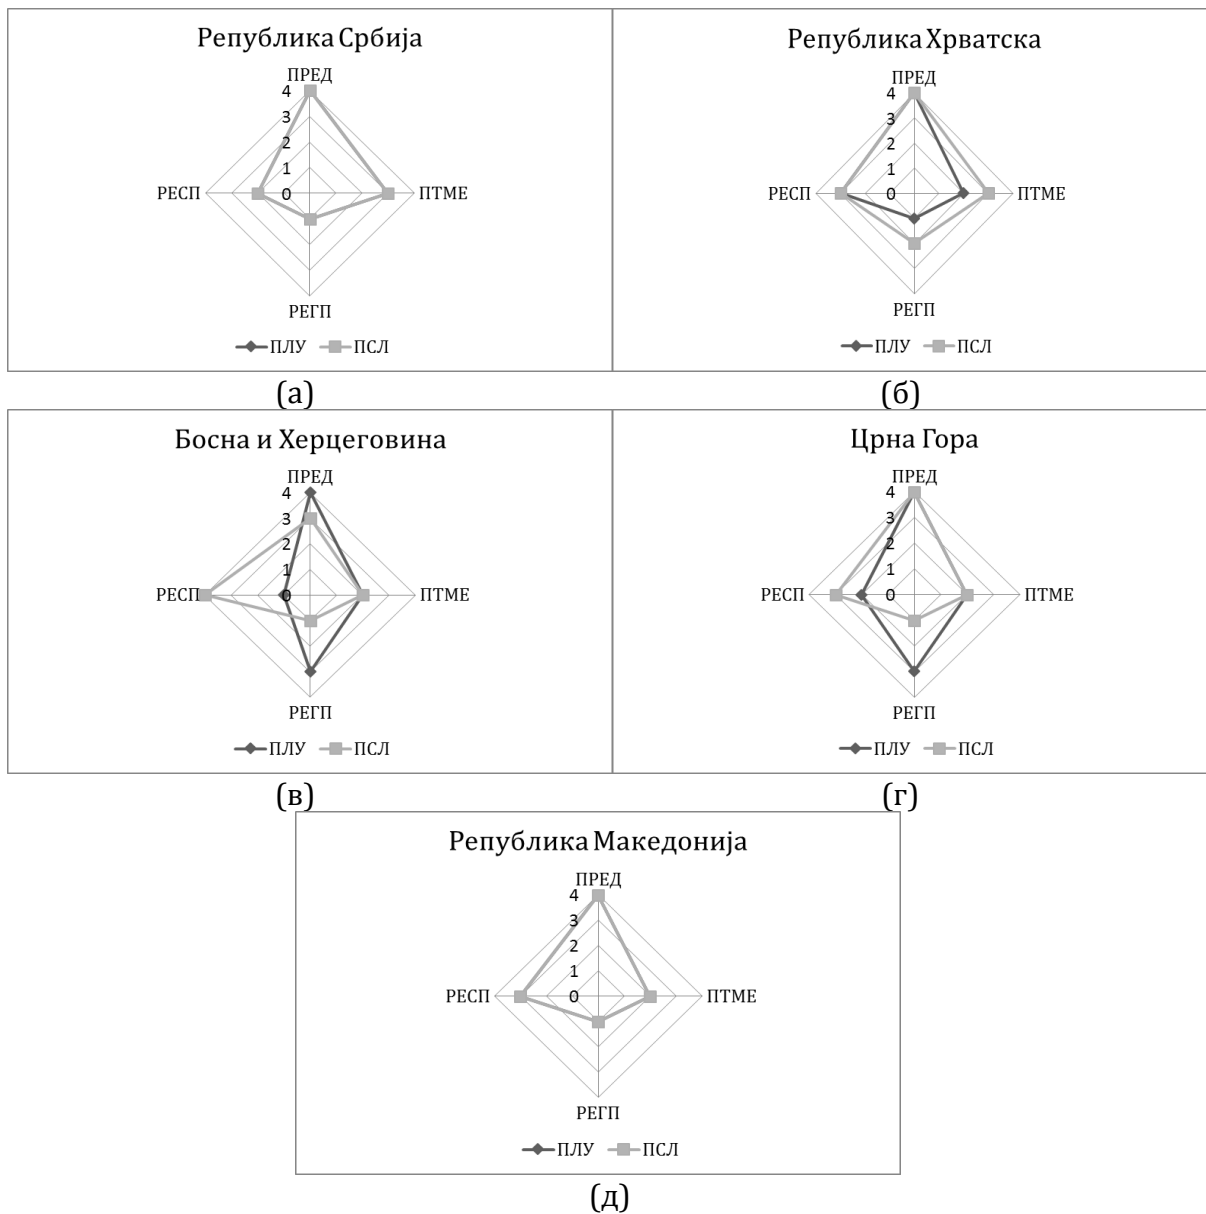 Република Србија
ПРЕД
4
3
2
1
0
РЕСП
ПТМЕ
РЕГП
ПЛУ ПСЛ
(а)
Република Хрватска
ПРЕД
4
3
2
1
0
РЕСП
ПТМЕ
РЕГП
ПЛУ ПСЛ
(б)
Босна и Херцеговина
ПРЕД
4
3
2
1
0
РЕСП
ПТМЕ
РЕГП
ПЛУ ПСЛ
(в)
Црна Гора
ПРЕД
4
3
2
1
0
РЕСП
ПТМЕ
РЕГП
ПЛУ ПСЛ
(г)
Република Македонија
ПРЕД
4
3
2
1
0
РЕСП
ПТМЕ
РЕГП
ПЛУ ПСЛ
(д)